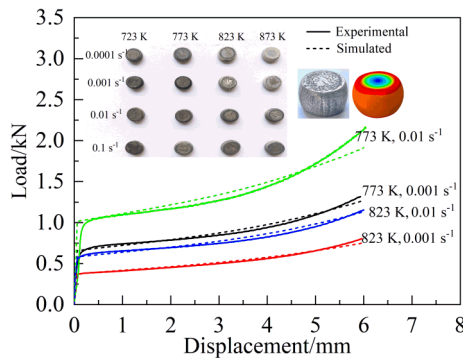 723 K 773 K 823 K 873 K
0.0001 s⁻¹
0.001 s⁻¹
0.01 s⁻¹
0.1 s⁻¹
Experimental
Simulated
773 K, 0.01 s⁻¹
773 K, 0.001 s⁻¹
823 K, 0.01 s⁻¹
823 K, 0.001 s⁻¹
Load/kN
3.5
3.0
2.5
2.0
1.5
1.0
0.5
0.0
0 1 2 3 4 5 6 7 8
Displacement/mm